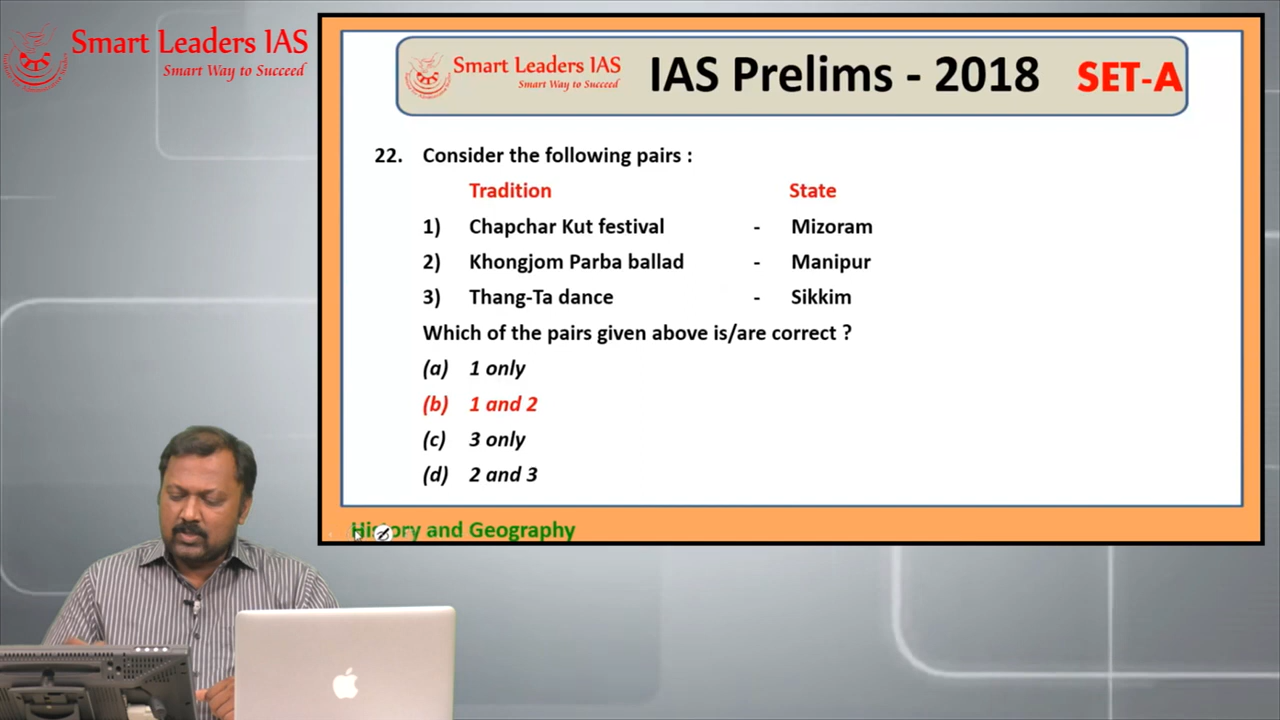 Smart Leaders IAS
Smart Way to Succeed
Smart Leaders IAS
Smart Way to Succeed
IAS Prelims - 2018 SET-A
22. Consider the following pairs :
Tradition State
1) Chapchar Kut festival - Mizoram
2) Khongjom Parba ballad - Manipur
3) Thang-Ta dance - Sikkim
Which of the pairs given above is/are correct ?
(a) 1 only
(b) 1 and 2
(c) 3 only
(d) 2 and 3
History and Geography